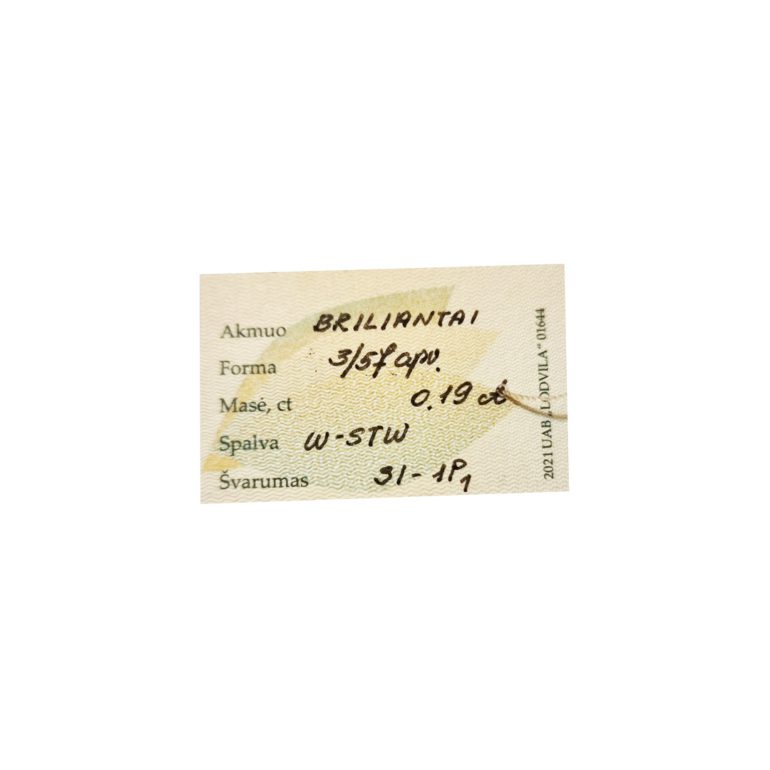 Akmuo BRILIANTAI
Forma 3/57 apv.
Masė, ct 0.19 ct
Spalva W-STW
Švarumas SI-IP1
2021 UAB „LODVILA“ 01644